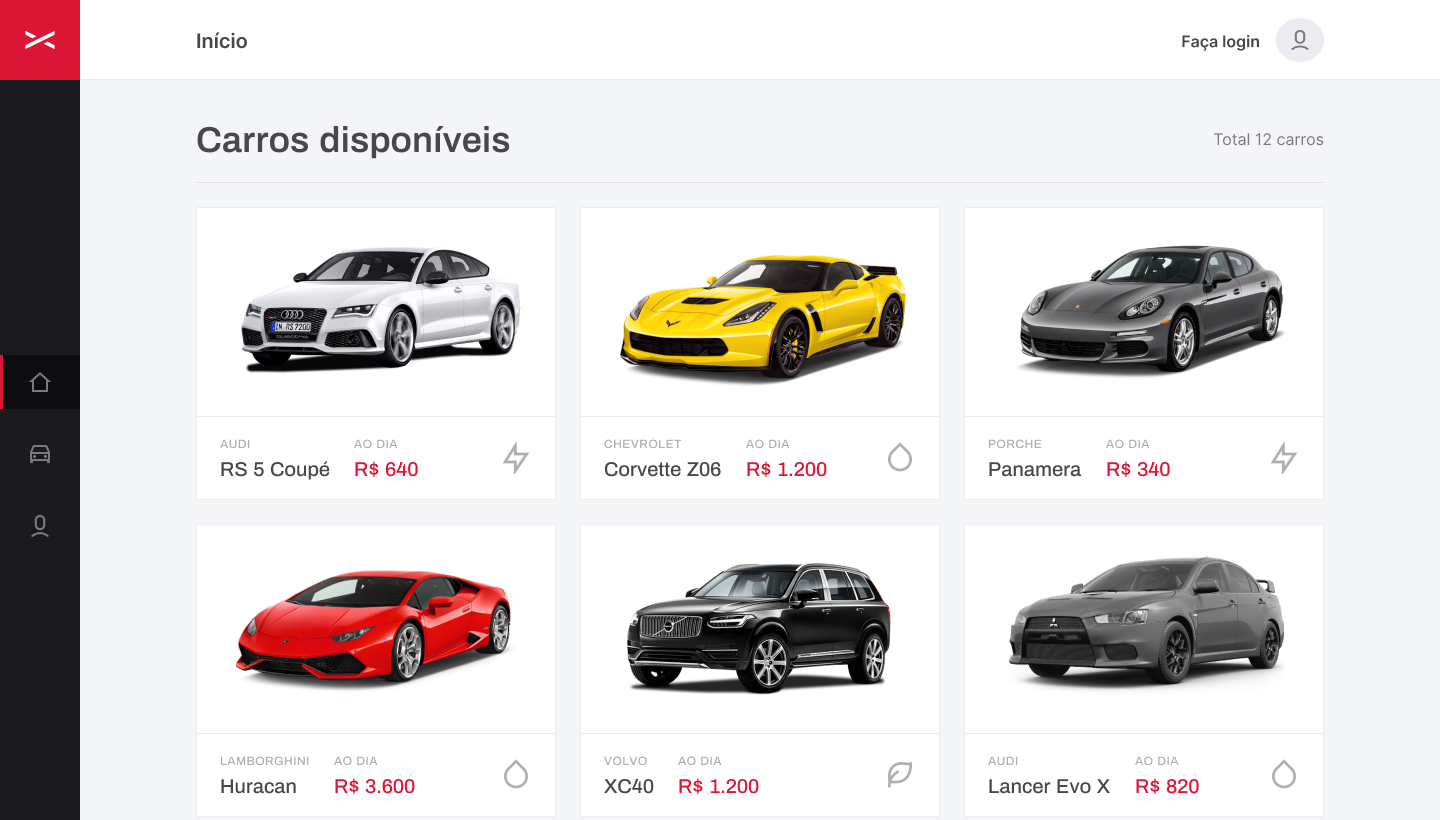 Início
Faça login
Carros disponíveis
Total 12 carros
AUDI AO DIA
RS 5 Coupé R$ 640
CHEVROLET AO DIA
Corvette Z06 R$ 1.200
PORCHE AO DIA
Panamera R$ 340
LAMBORGHINI AO DIA
Huracan R$ 3.600
VOLVO AO DIA
XC40 R$ 1.200
AUDI AO DIA
Lancer Evo X R$ 820